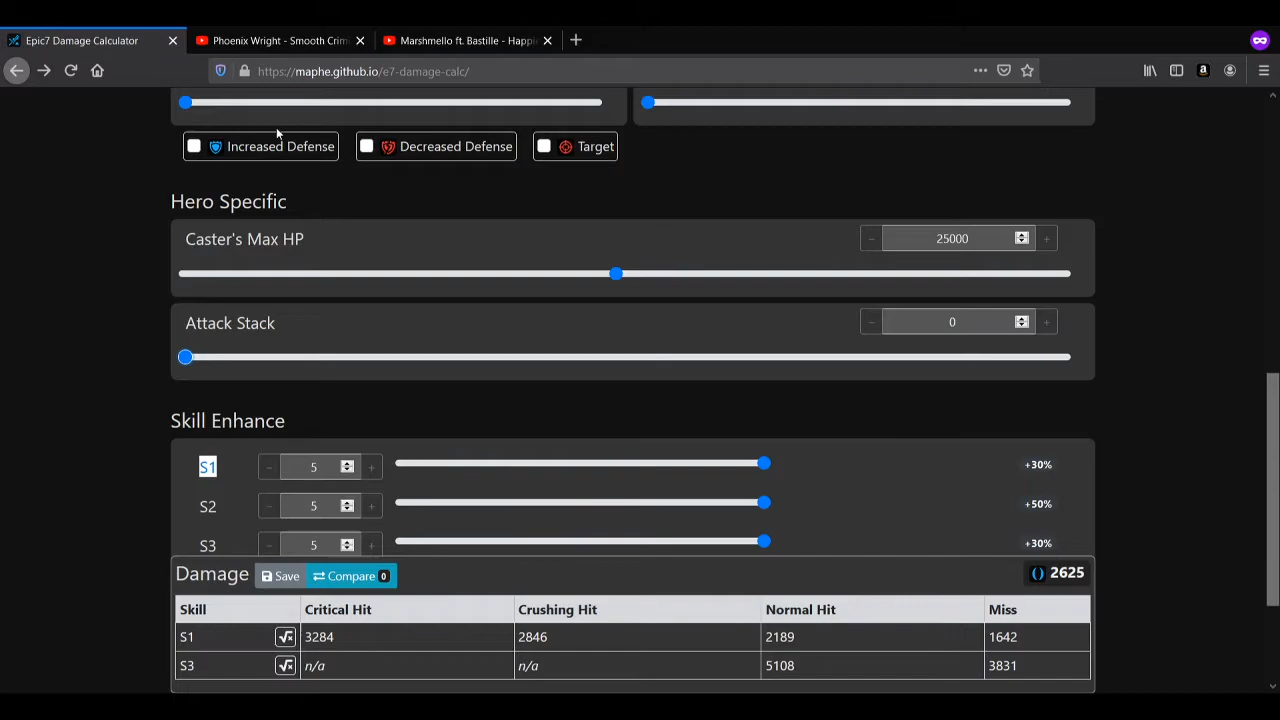 Epic7 Damage Calculator
Phoenix Wright - Smooth Crim
Marshmello ft. Bastille - Happi
https://maphe.github.io/e7-damage-calc/
Increased Defense
Decreased Defense
Target
Hero Specific
Caster's Max HP
25000
Attack Stack
0
Skill Enhance
S1 5 +30%
S2 5 +50%
S3 5 +30%
Damage Save Compare 0 2625
Skill Critical Hit Crushing Hit Normal Hit Miss
S1 3284 2846 2189 1642
S3 n/a n/a 5108 3831